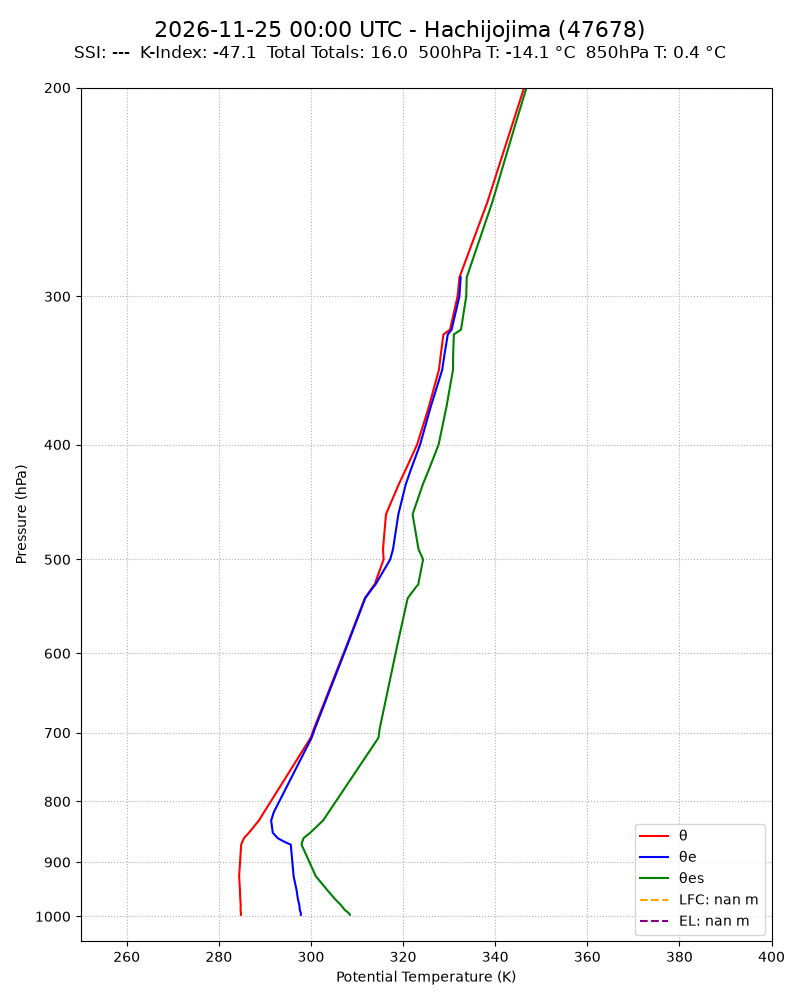 2026-11-25 00:00 UTC - Hachijojima (47678)
SSI: --- K-Index: -47.1 Total Totals: 16.0 500hPa T: -14.1 °C 850hPa T: 0.4 °C
200
300
400
500
600
700
800
900
1000
Pressure (hPa)
260 280 300 320 340 360 380 400
Potential Temperature (K)
θ
θe
θes
LFC: nan m
EL: nan m